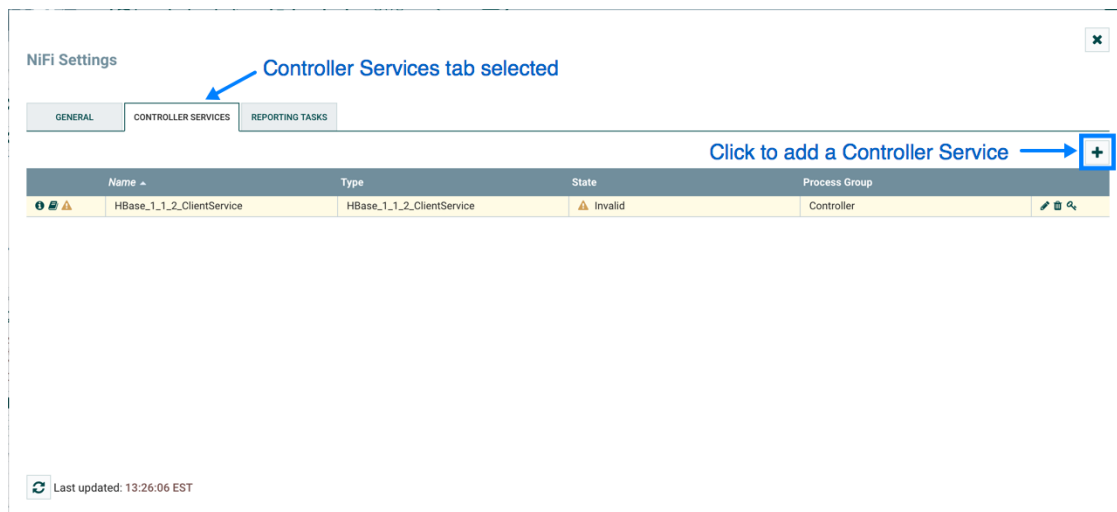 NiFi Settings
Controller Services tab selected
GENERAL CONTROLLER SERVICES REPORTING TASKS
Click to add a Controller Service
Name Type State Process Group
HBase_1_1_2_ClientService HBase_1_1_2_ClientService Invalid Controller
Last updated: 13:26:06 EST